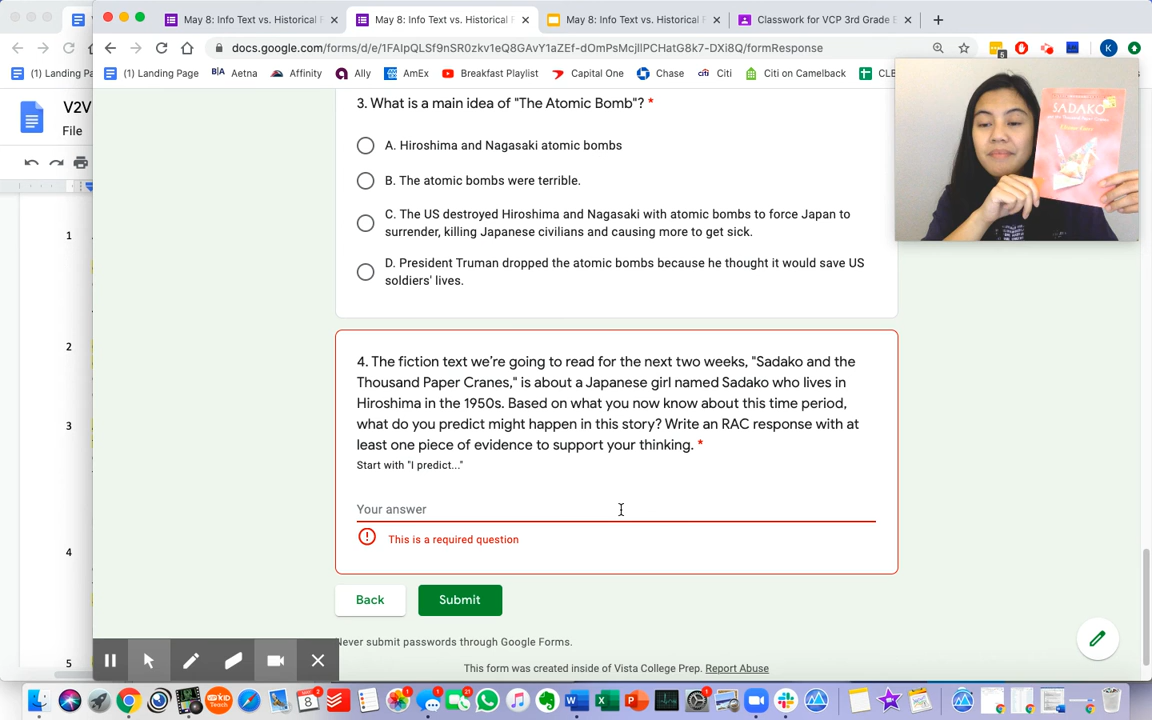 May 8: Info Text vs. Historical F
May 8: Info Text vs. Historical F
May 8: Info Text vs. Historical F
Classwork for VCP 3rd Grade E
docs.google.com/forms/d/e/1FAIpQLSf9nSR0zkv1eQ8GAvY1aZEf-dOmPsMcjlIPCHatG8k7-DXi8Q/formResponse
K
(1) Landing Pa
(1) Landing Page
Aetna
Affinity
Ally
AmEx
Breakfast Playlist
Capital One
Chase
citi
Citi
Citi on Camelback
CLE
V2V
File
1
2
3
4
5
3. What is a main idea of "The Atomic Bomb"? *
A. Hiroshima and Nagasaki atomic bombs
B. The atomic bombs were terrible.
C. The US destroyed Hiroshima and Nagasaki with atomic bombs to force Japan to
surrender, killing Japanese civilians and causing more to get sick.
D. President Truman dropped the atomic bombs because he thought it would save US
soldiers' lives.
SADAKO
4. The fiction text we're going to read for the next two weeks, "Sadako and the
Thousand Paper Cranes," is about a Japanese girl named Sadako who lives in
Hiroshima in the 1950s. Based on what you now know about this time period,
what do you predict might happen in this story? Write an RAC response with at
least one piece of evidence to support your thinking. *
Start with "I predict..."
Your answer
This is a required question
Back
Submit
Never submit passwords through Google Forms.
This form was created inside of Vista College Prep. Report Abuse